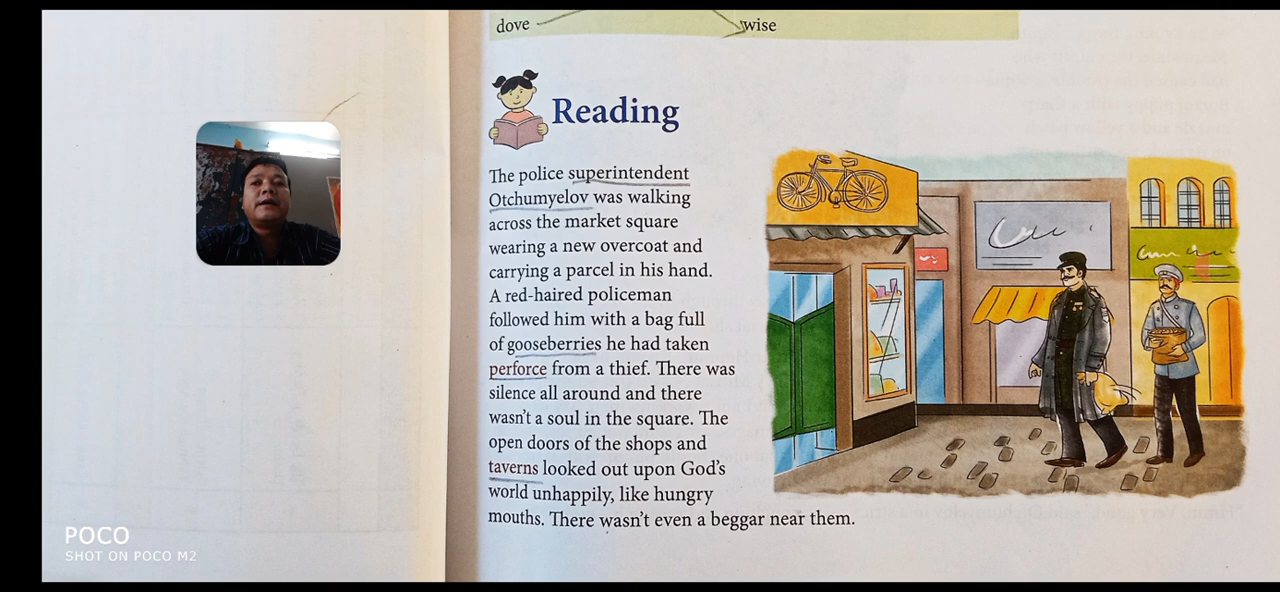 dove wise
Reading
The police superintendent
Otchumyelov was walking
across the market square
wearing a new overcoat and
carrying a parcel in his hand.
A red-haired policeman
followed him with a bag full
of gooseberries he had taken
perforce from a thief. There was
silence all around and there
wasn't a soul in the square. The
open doors of the shops and
taverns looked out upon God's
world unhappily, like hungry
mouths. There wasn't even a beggar near them.
POCO
SHOT ON POCO M2